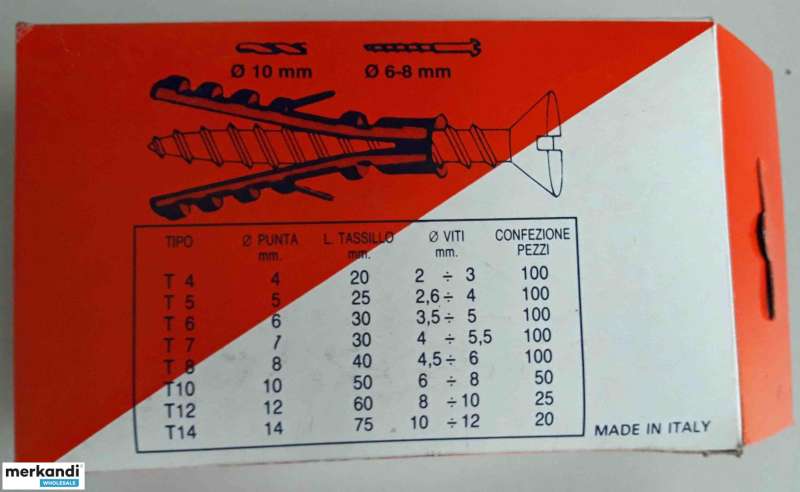 Ø 10 mm Ø 6-8 mm
TIPO Ø PUNTA mm. L. TASSILLO mm. Ø VITI mm. CONFEZIONE PEZZI
T 4 4 20 2 ÷ 3 100
T 5 5 25 2,6 ÷ 4 100
T 6 6 30 3,5 ÷ 5 100
T 7 7 30 4 ÷ 5,5 100
T 8 8 40 4,5 ÷ 6 100
T10 10 50 6 ÷ 8 50
T12 12 60 8 ÷ 10 25
T14 14 75 10 ÷ 12 20
MADE IN ITALY
merkandi
WHOLESALE